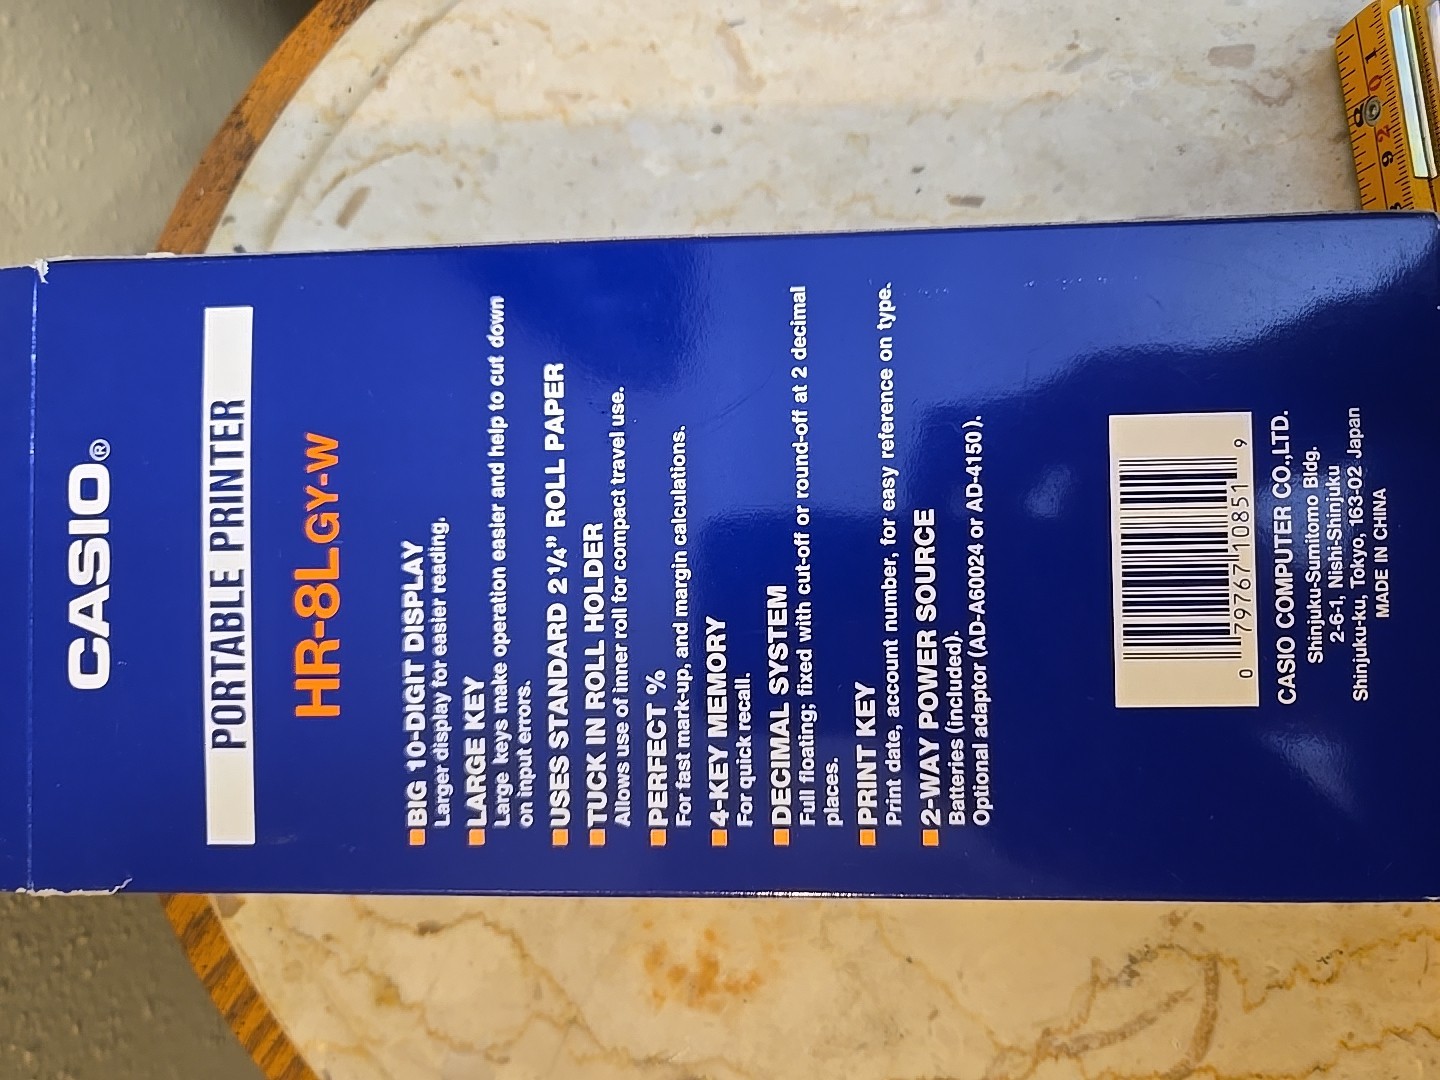 CASIO®
PORTABLE PRINTER
HR-8LGY-W
■BIG 10-DIGIT DISPLAY
Larger display for easier reading.
■LARGE KEY
Large keys make operation easier and help to cut down
on input errors.
■USES STANDARD 2¼” ROLL PAPER
■TUCK IN ROLL HOLDER
Allows use of inner roll for compact travel use.
■PERFECT %
For fast mark-up, and margin calculations.
■4-KEY MEMORY
For quick recall.
■DECIMAL SYSTEM
Full floating; fixed with cut-off or round-off at 2 decimal
places.
■PRINT KEY
Print date, account number, for easy reference on type.
■2-WAY POWER SOURCE
Batteries (included).
Optional adaptor (AD-A60024 or AD-4150).
0 79767 10851 9
CASIO COMPUTER CO.,LTD.
Shinjuku-Sumitomo Bldg.
2-6-1, Nishi-Shinjuku
Shinjuku-ku, Tokyo, 163-02 Japan
MADE IN CHINA